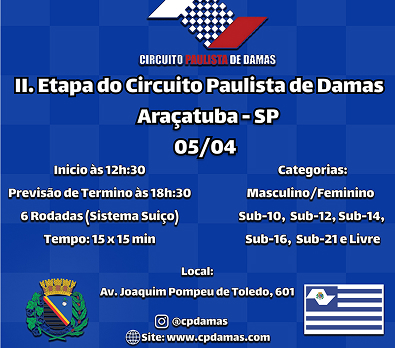 CIRCUITO PAULISTA DE DAMAS
II. Etapa do Circuito Paulista de Damas
Araçatuba - SP
05/04
Inicio às 12h:30
Previsão de Termino às 18h:30
6 Rodadas (Sistema Suiço)
Tempo: 15 x 15 min
Categorias:
Masculino/Feminino
Sub-10, Sub-12, Sub-14,
Sub-16, Sub-21 e Livre
Local:
Av. Joaquim Pompeu de Toledo, 601
@cpdamas
Site: www.cpdamas.com